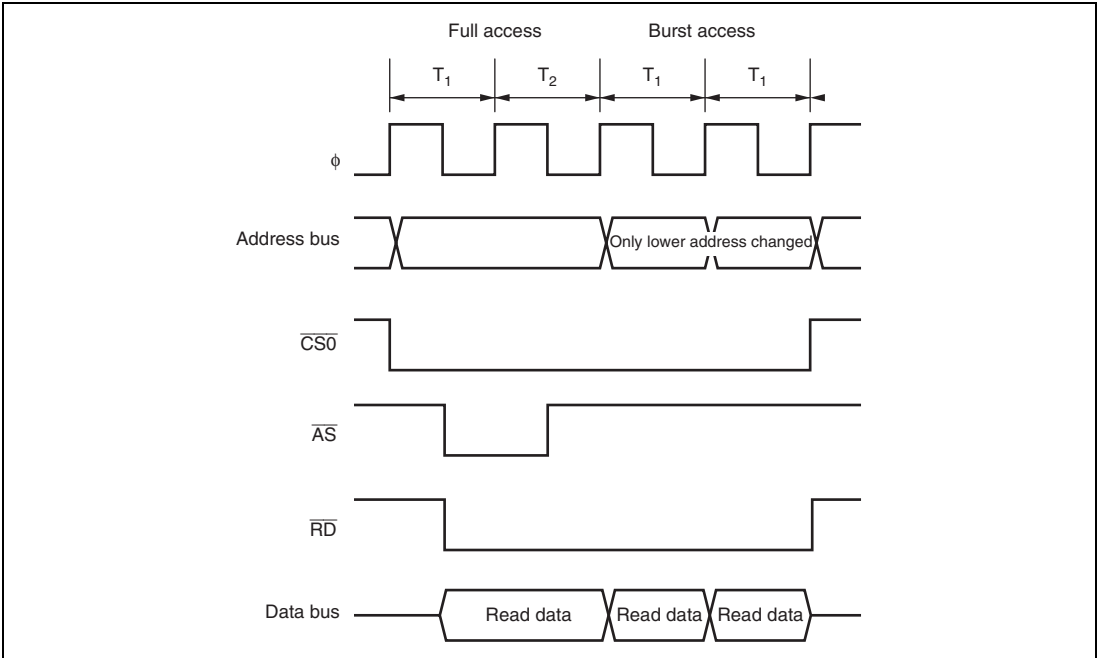 Full access Burst access
T1 T2 T1 T1
φ
Address bus
Only lower address changed
CS0
AS
RD
Data bus
Read data Read data Read data